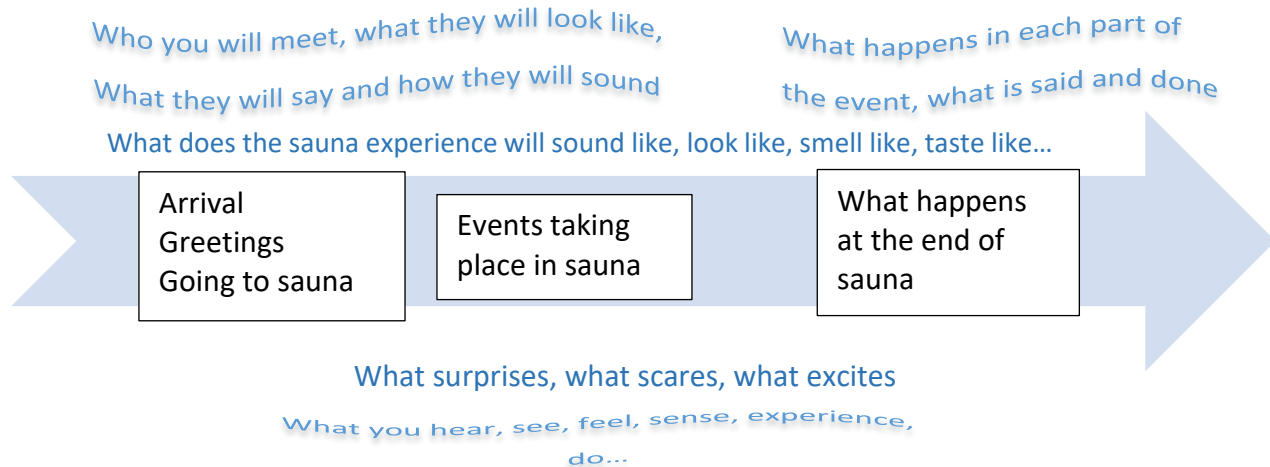 Who you will meet, what they will look like,
What they will say and how they will sound
What happens in each part of
the event, what is said and done
What does the sauna experience will sound like, look like, smell like, taste like…
Arrival
Greetings
Going to sauna
Events taking
place in sauna
What happens
at the end of
sauna
What surprises, what scares, what excites
What you hear, see, feel, sense, experience,
do...